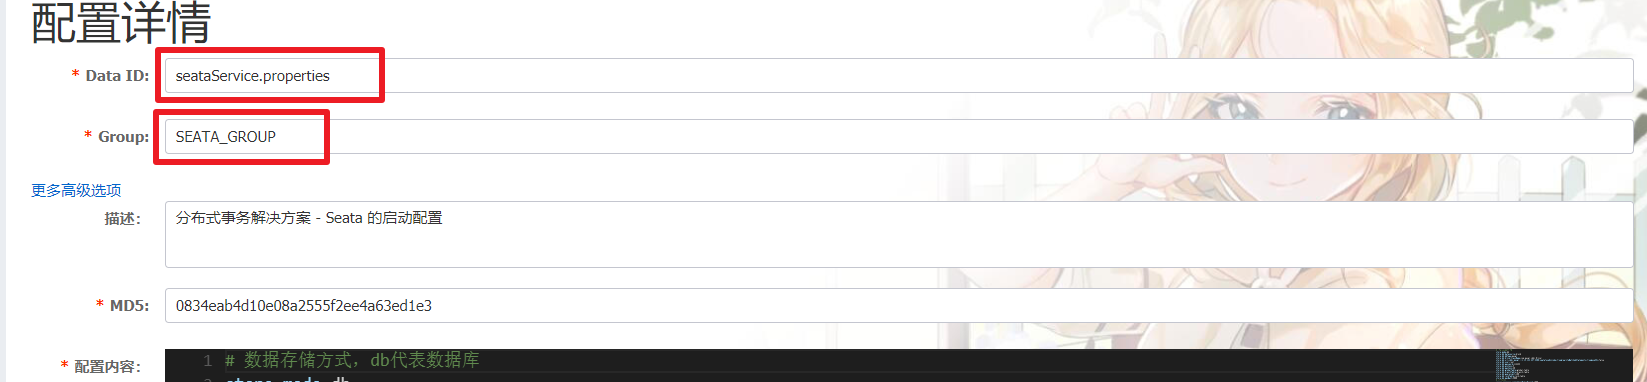 配置详情
* Data ID: seataService.properties
* Group: SEATA_GROUP
更多高级选项
描述: 分布式事务解决方案 - Seata 的启动配置
* MD5: 0834eab4d10e08a2555f2ee4a63ed1e3
* 配置内容: 1 # 数据存储方式，db代表数据库